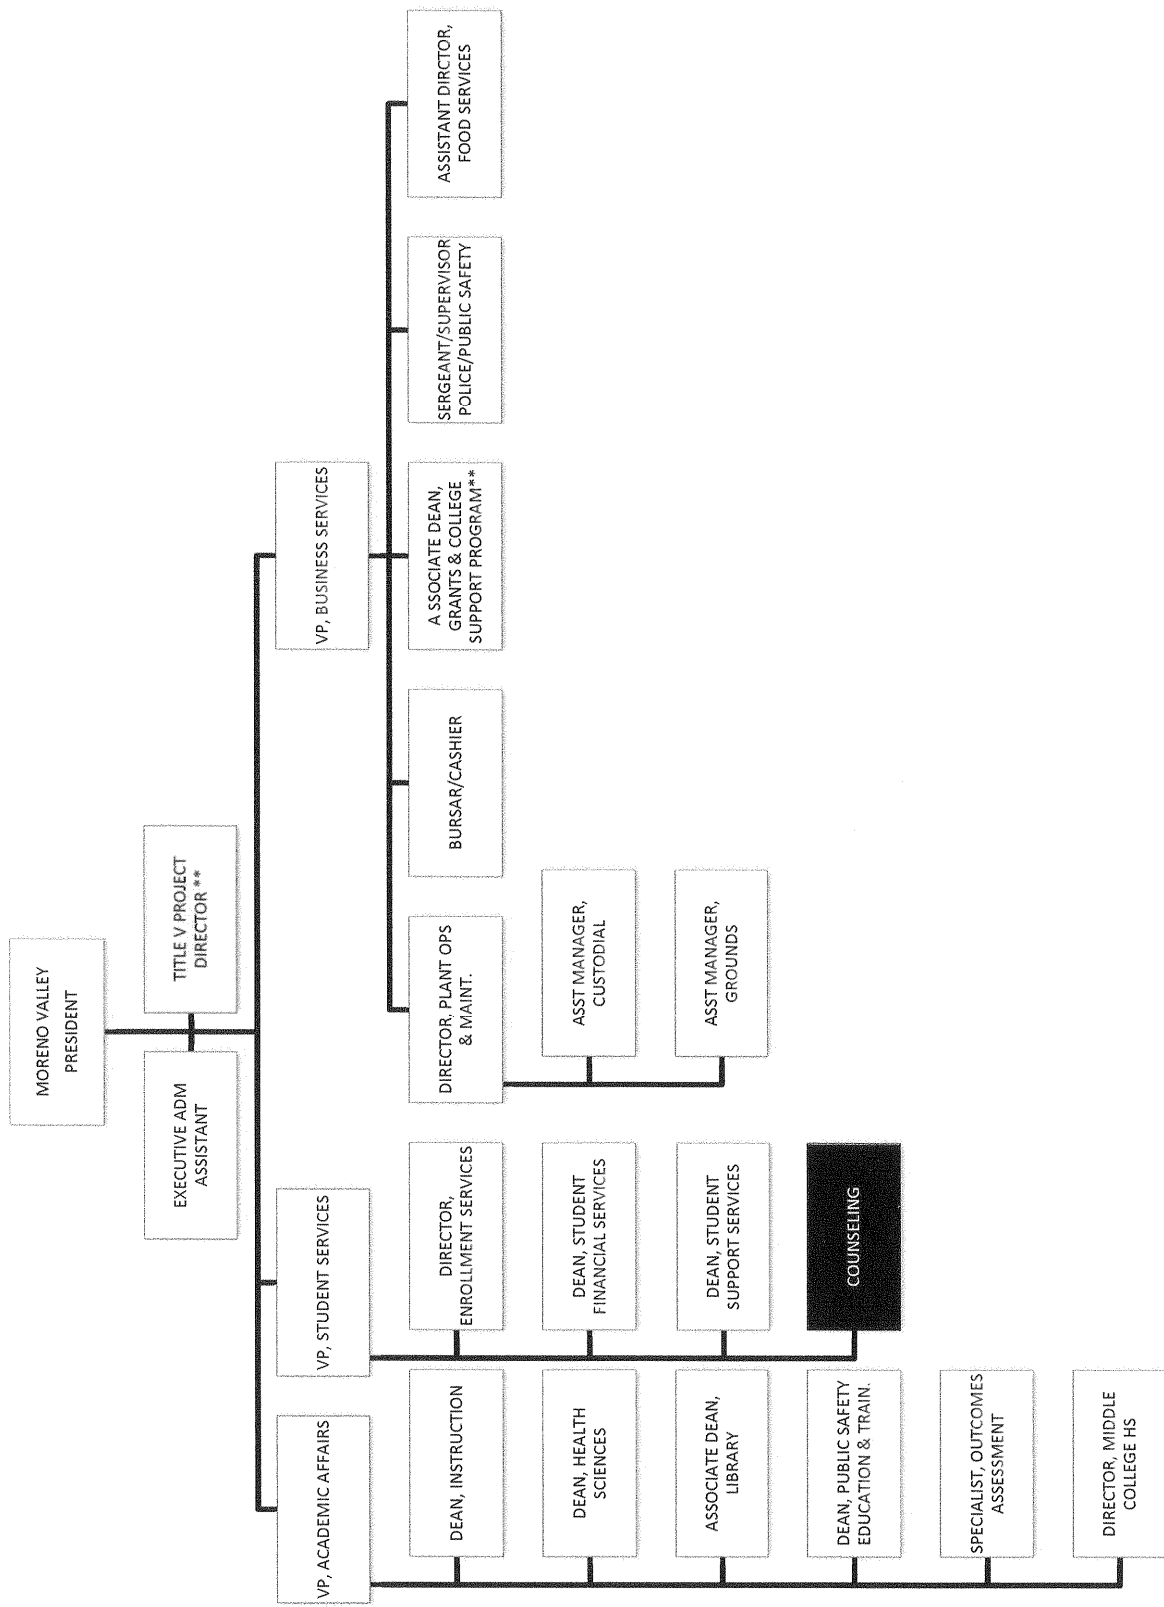 MORENO VALLEY
PRESIDENT
EXECUTIVE ADM
ASSISTANT
TITLE V PROJECT
DIRECTOR **
VP, ACADEMIC AFFAIRS
VP, STUDENT SERVICES
VP, BUSINESS SERVICES
DEAN, INSTRUCTION
DEAN, HEALTH
SCIENCES
ASSOCIATE DEAN,
LIBRARY
DEAN, PUBLIC SAFETY
EDUCATION & TRAIN.
SPECIALIST, OUTCOMES
ASSESSMENT
DIRECTOR, MIDDLE
COLLEGE HS
DIRECTOR,
ENROLLMENT SERVICES
DEAN, STUDENT
FINANCIAL SERVICES
DEAN, STUDENT
SUPPORT SERVICES
COUNSELING
DIRECTOR, PLANT OPS
& MAINT.
ASST MANAGER,
CUSTODIAL
ASST MANAGER,
GROUNDS
BURSAR/CASHIER
A SSOCIATE DEAN,
GRANTS & COLLEGE
SUPPORT PROGRAM**
SERGEANT/SUPERVISOR
POLICE/PUBLIC SAFETY
ASSISTANT DIRCTOR,
FOOD SERVICES